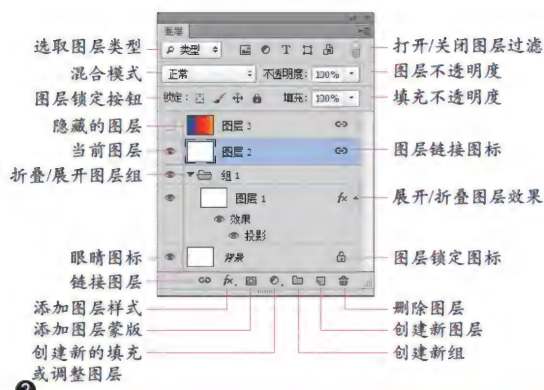 图层
选取图层类型
类型
T
打开/关闭图层过滤
混合模式
正常
不透明度: 100%
图层不透明度
图层锁定按钮
锁定:
填充: 100%
填充不透明度
隐藏的图层
图层 3
当前图层
图层 2
图层链接图标
折叠/展开图层组
组 1
图层 1
fx
展开/折叠图层效果
效果
投影
眼睛图标
背景
图层锁定图标
链接图层
fx.
添加图层样式
删除图层
添加图层蒙版
创建新图层
创建新的填充
或调整图层
创建新组
2